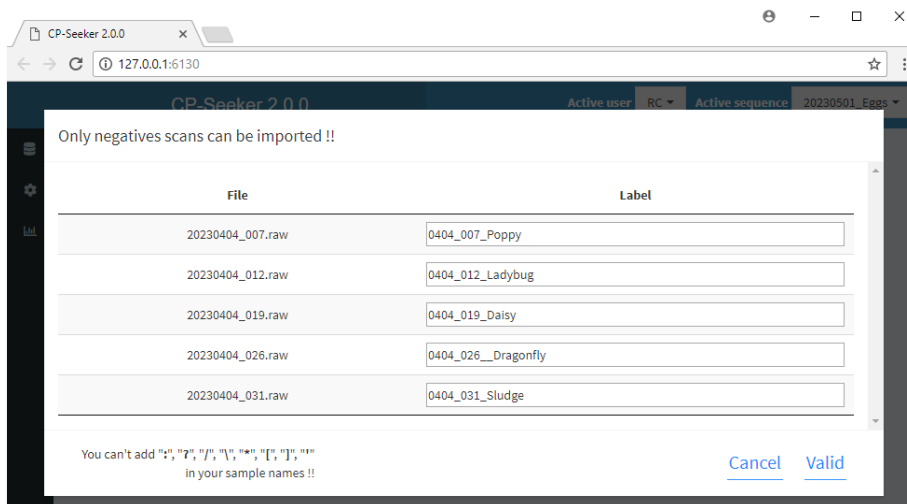 CP-Seeker 2.0.0
127.0.0.1:6130
CP-Seeker 2.0.0 Active user RC Active sequence 20230501_Eggs
Only negatives scans can be imported !!
File Label
20230404_007.raw 0404_007_Poppy
20230404_012.raw 0404_012_Ladybug
20230404_019.raw 0404_019_Daisy
20230404_026.raw 0404_026__Dragonfly
20230404_031.raw 0404_031_Sludge
You can't add ":", "?", "/", "\", "*", "[", "]", "'"
in your sample names !!
Cancel Valid